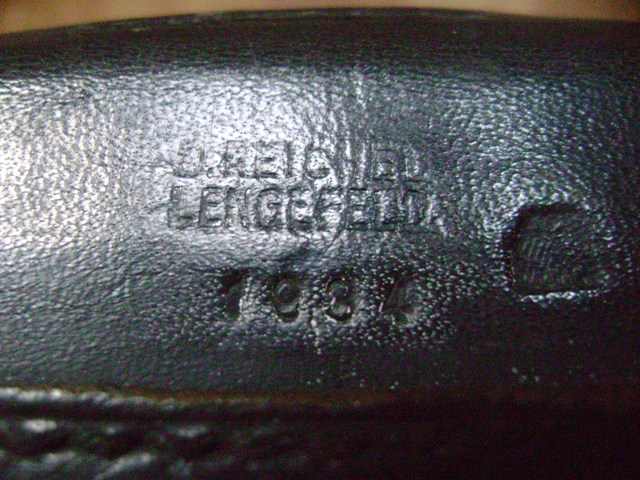 O. REICHEL
LENGEFELD.
1934